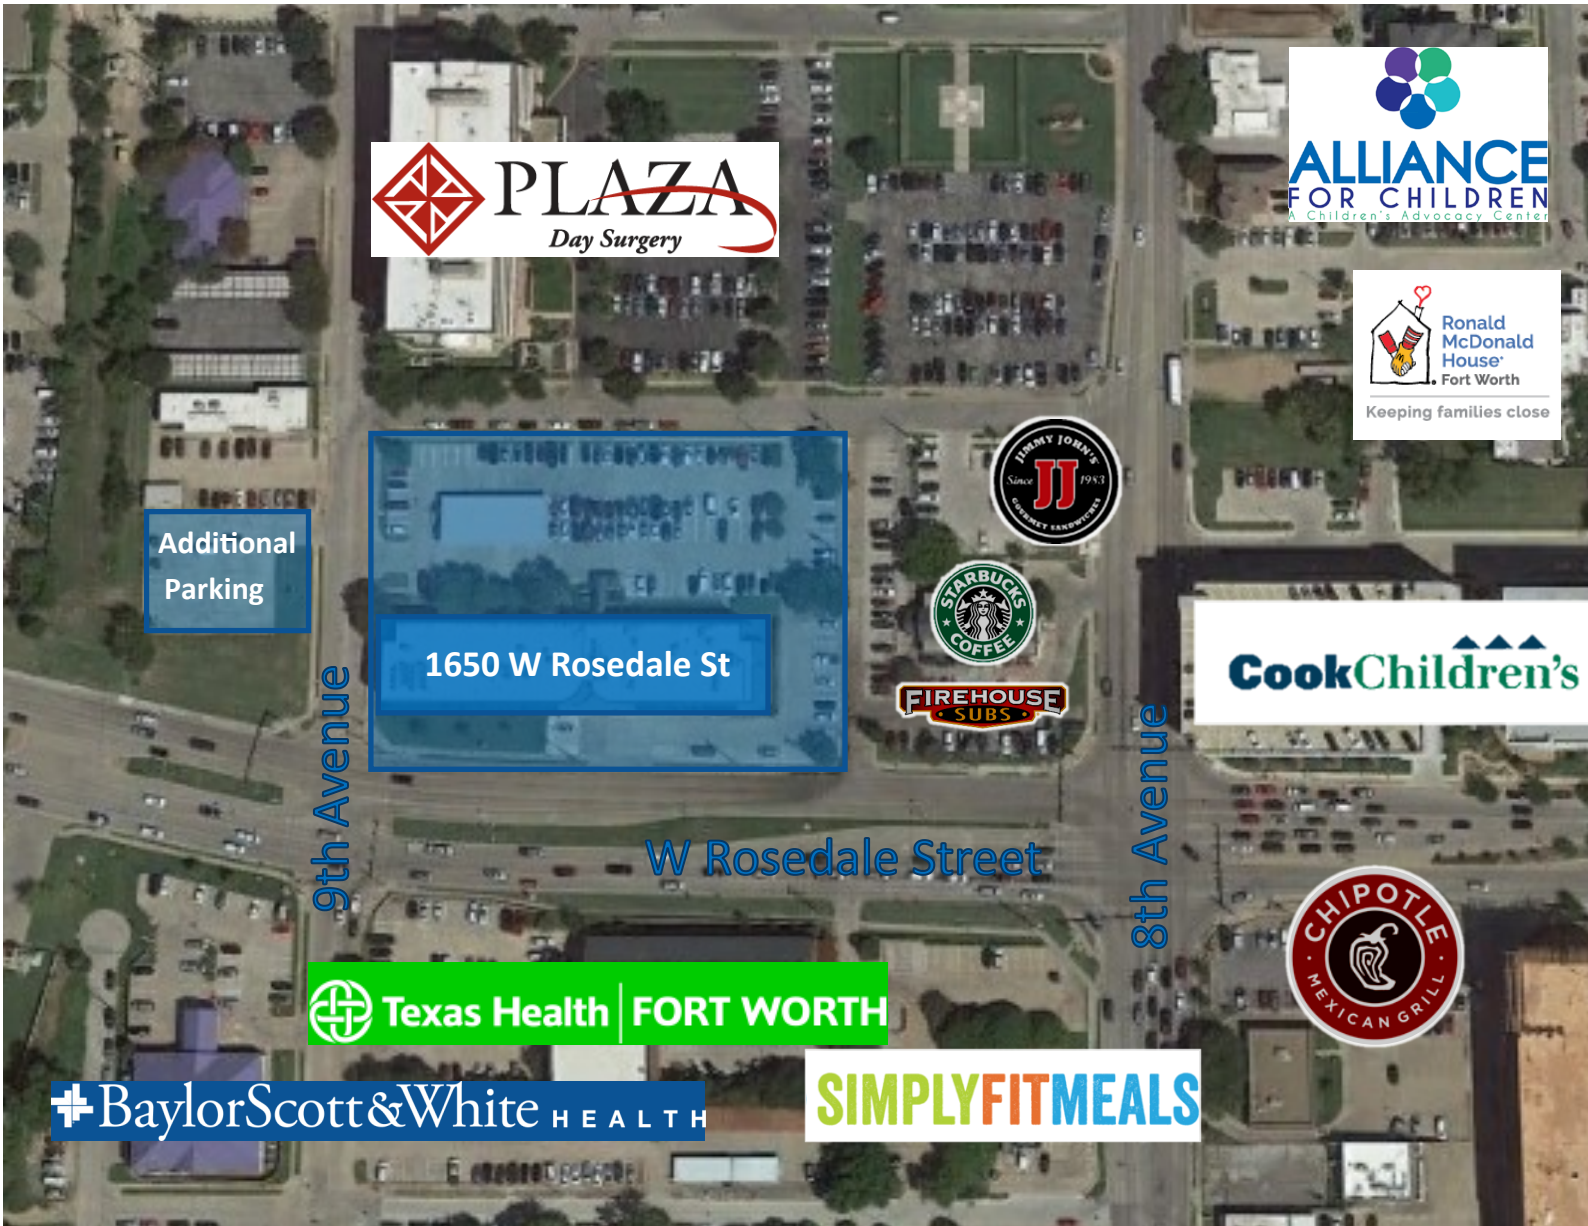 PLAZA
Day Surgery
ALLIANCE
FOR CHILDREN
A Children's Advocacy Center
Ronald
McDonald
House
Fort Worth
Keeping families close
JIMMY JOHN'S
Since 1983
JJ
GOURMET SANDWICHES
Additional
Parking
STARBUCKS
COFFEE
1650 W Rosedale St
CookChildren's
FIREHOUSE
SUBS
9th Avenue
8th Avenue
W Rosedale Street
CHIPOTLE
MEXICAN GRILL
Texas Health FORT WORTH
BaylorScott&White HEALTH
SIMPLYFITMEALS